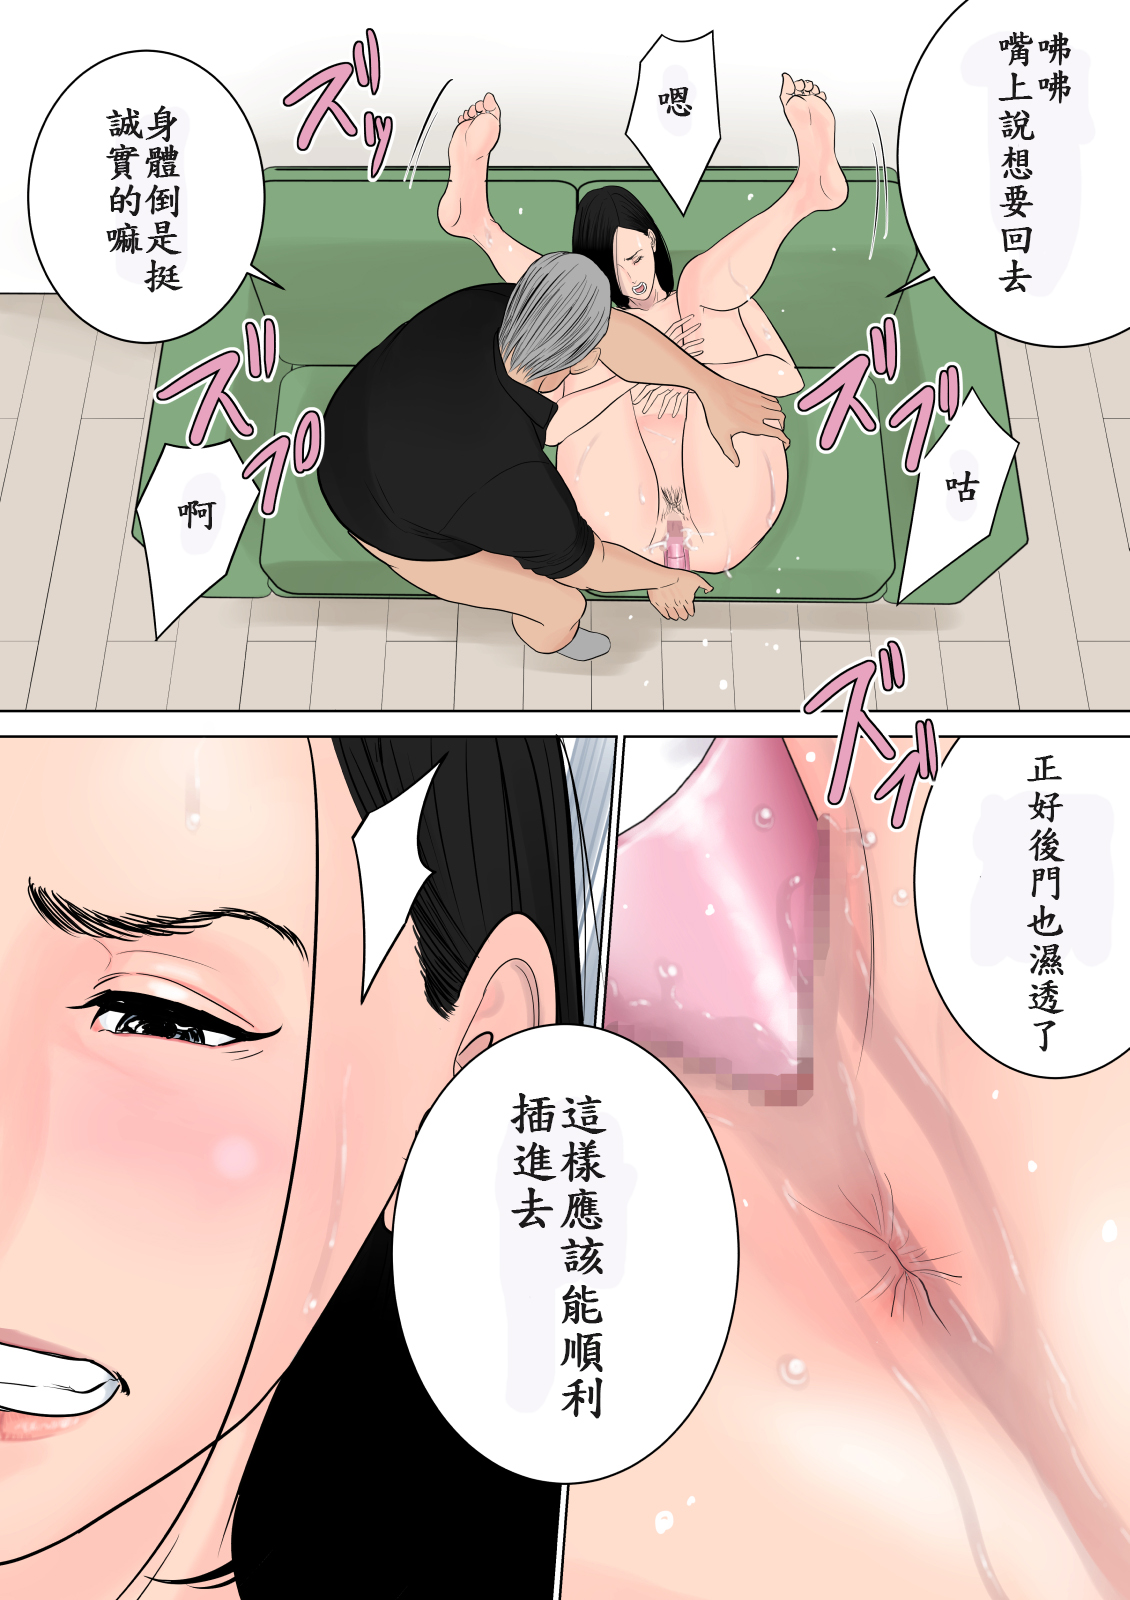 咈咈
嘴上說想要回去
嗯
ズッ
身體倒是挺
誠實的嘛
ズプ
啊
ズブ
咕
ズブ
正好後門也濕透了
這樣應該能順利
插進去